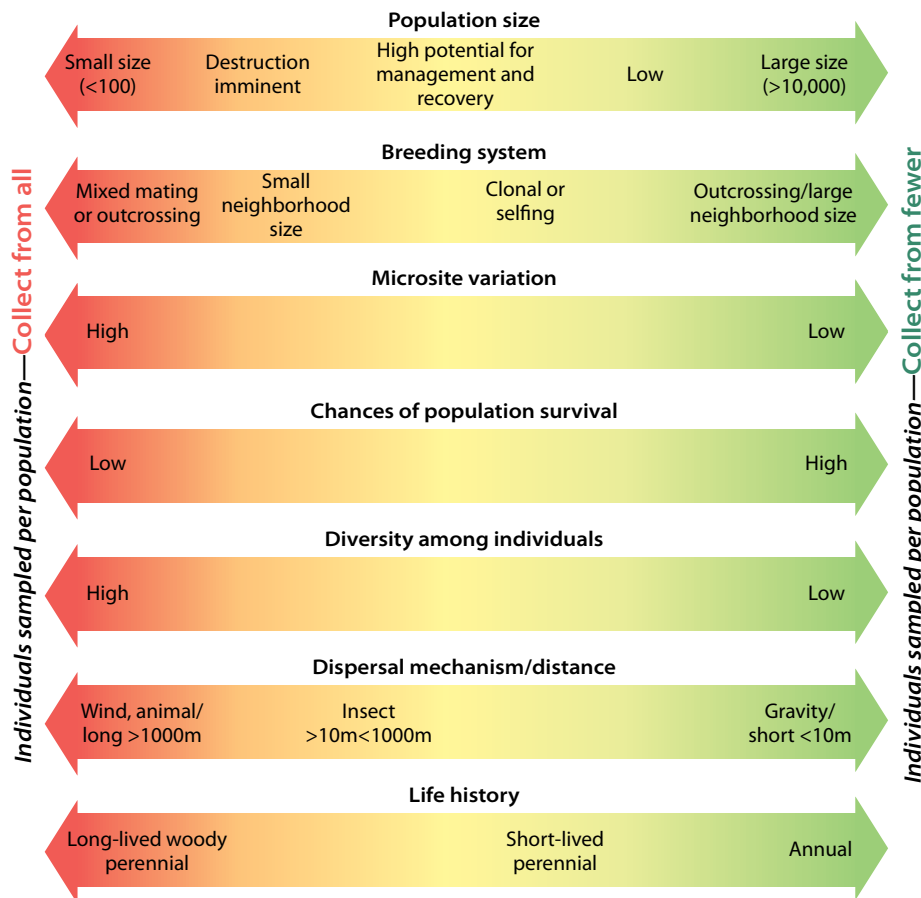 Population size
Small size
(<100)
Destruction
imminent
High potential for
management and
recovery
Low
Large size
(>10,000)
Breeding system
Mixed mating
or outcrossing
Small
neighborhood
size
Clonal or
selfing
Outcrossing/large
neighborhood size
Microsite variation
High
Low
Chances of population survival
Low
High
Diversity among individuals
High
Low
Dispersal mechanism/distance
Wind, animal/
long >1000m
Insect
>10m<1000m
Gravity/
short <10m
Life history
Long-lived woody
perennial
Short-lived
perennial
Annual
Individuals sampled per population—Collect from all
Individuals sampled per population—Collect from fewer